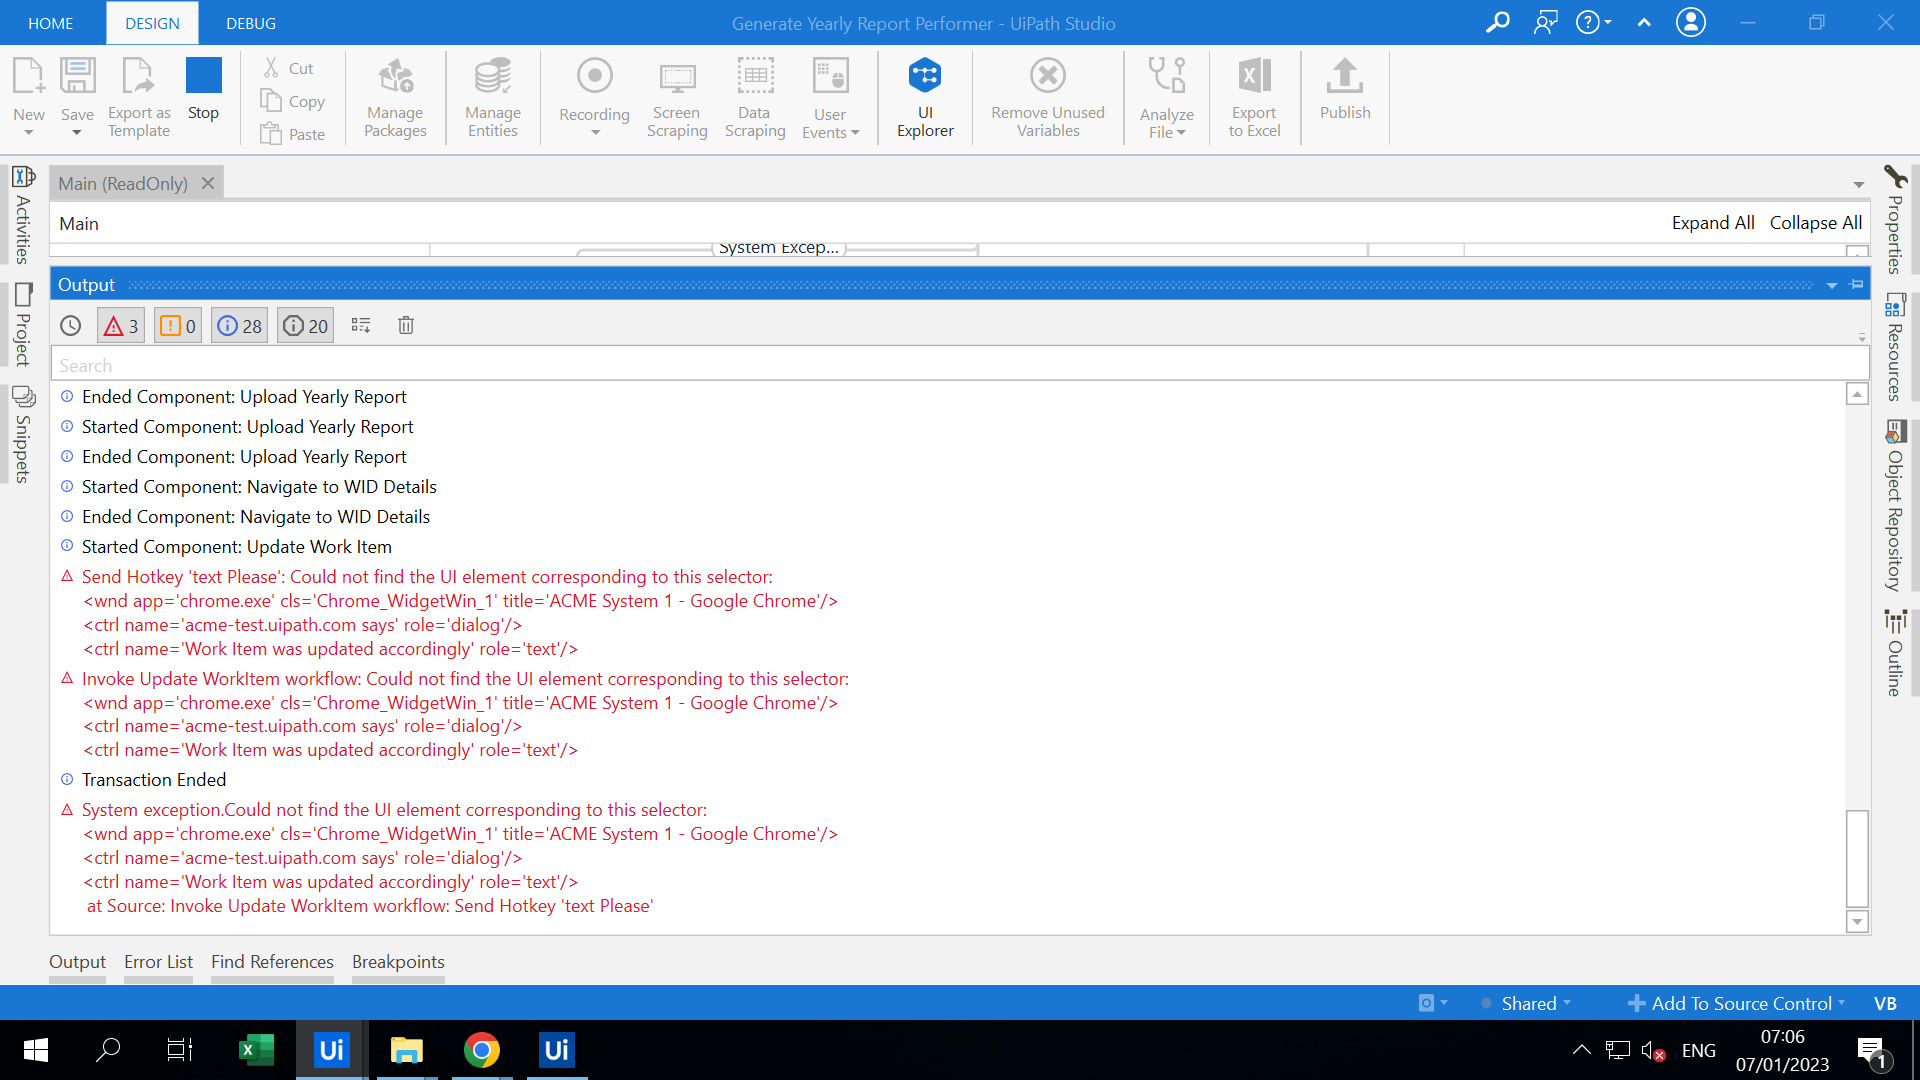 HOME
DESIGN
DEBUG
Generate Yearly Report Performer - UiPath Studio
New
Save
Export as
Template
Stop
Cut
Copy
Paste
Manage
Packages
Manage
Entities
Recording
Screen
Scraping
Data
Scraping
User
Events
UI
Explorer
Remove Unused
Variables
Analyze
File
Export
to Excel
Publish
Activities
Project
Snippets
Main (ReadOnly)
Main
Expand All
Collapse All
System Excep...
Output
3
0
28
20
Search
Ended Component: Upload Yearly Report
Started Component: Upload Yearly Report
Ended Component: Upload Yearly Report
Started Component: Navigate to WID Details
Ended Component: Navigate to WID Details
Started Component: Update Work Item
Send Hotkey 'text Please': Could not find the UI element corresponding to this selector:
<wnd app='chrome.exe' cls='Chrome_WidgetWin_1' title='ACME System 1 - Google Chrome'/>
<ctrl name='acme-test.uipath.com says' role='dialog'/>
<ctrl name='Work Item was updated accordingly' role='text'/>
Invoke Update WorkItem workflow: Could not find the UI element corresponding to this selector:
<wnd app='chrome.exe' cls='Chrome_WidgetWin_1' title='ACME System 1 - Google Chrome'/>
<ctrl name='acme-test.uipath.com says' role='dialog'/>
<ctrl name='Work Item was updated accordingly' role='text'/>
Transaction Ended
System exception.Could not find the UI element corresponding to this selector:
<wnd app='chrome.exe' cls='Chrome_WidgetWin_1' title='ACME System 1 - Google Chrome'/>
<ctrl name='acme-test.uipath.com says' role='dialog'/>
<ctrl name='Work Item was updated accordingly' role='text'/>
at Source: Invoke Update WorkItem workflow: Send Hotkey 'text Please'
Properties
Resources
Object Repository
Outline
Output
Error List
Find References
Breakpoints
Shared
Add To Source Control
VB
Ui
Ui
ENG
07:06
07/01/2023
1